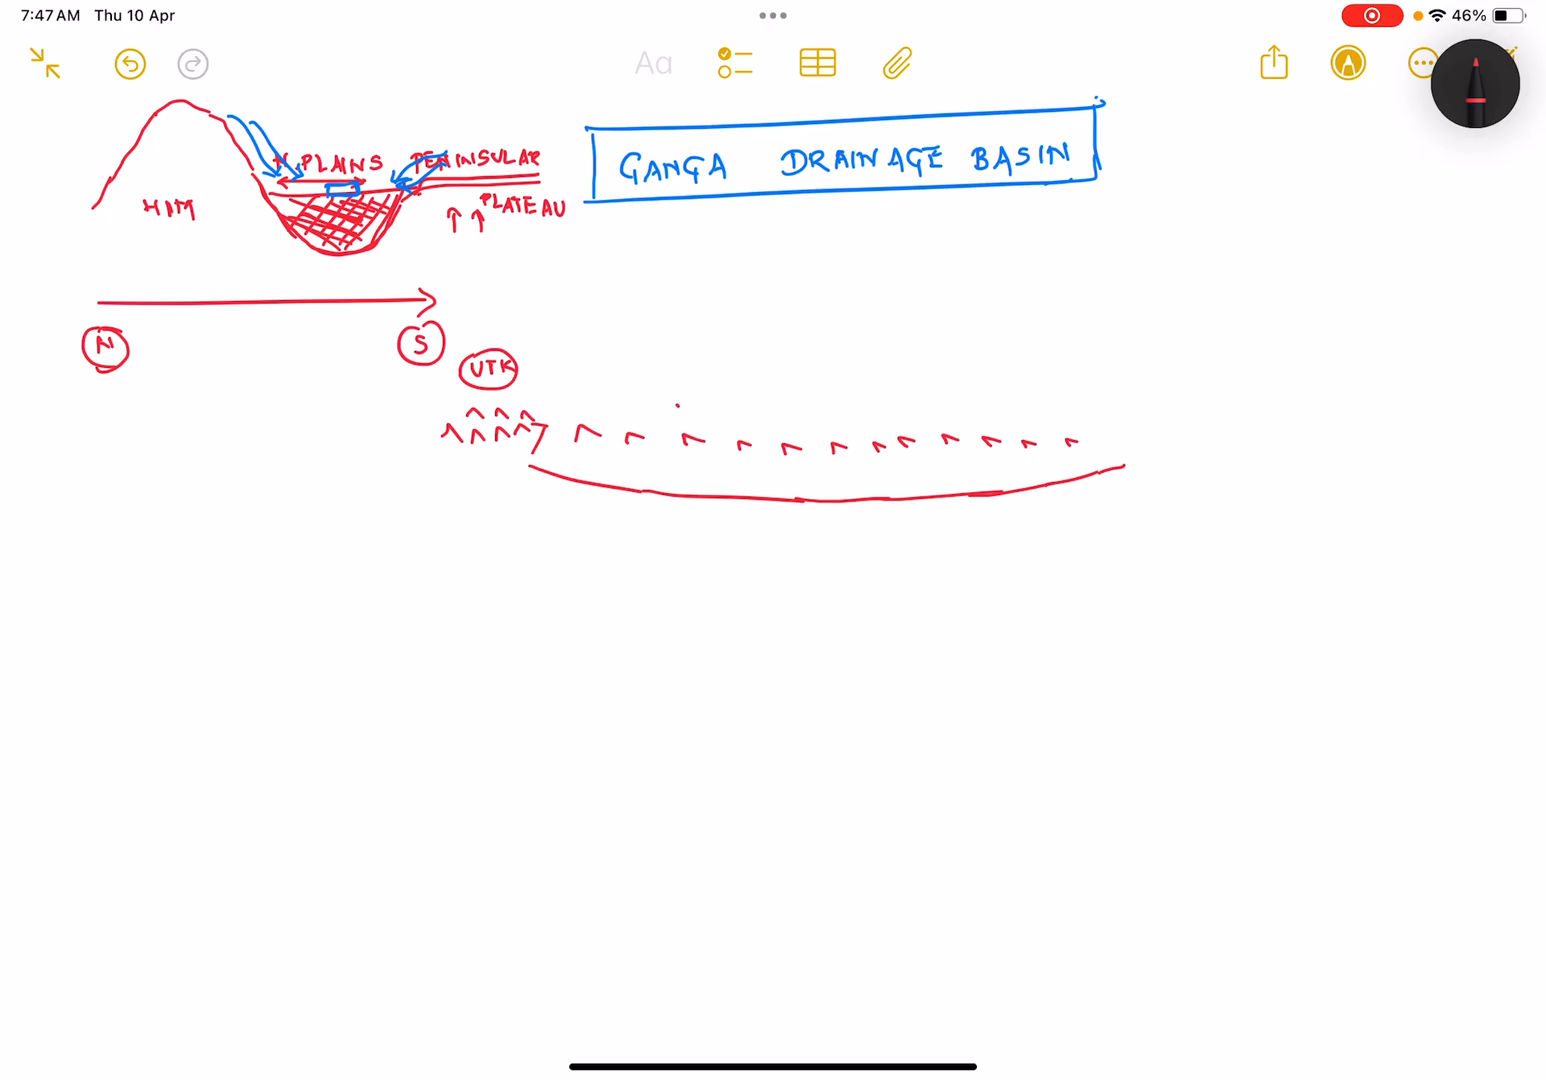 7:47 AM Thu 10 Apr
46%
Aa
N PLAINS
PENINSULAR
PLATEAU
HIM
GANGA DRAINAGE BASIN
N
S
UTK